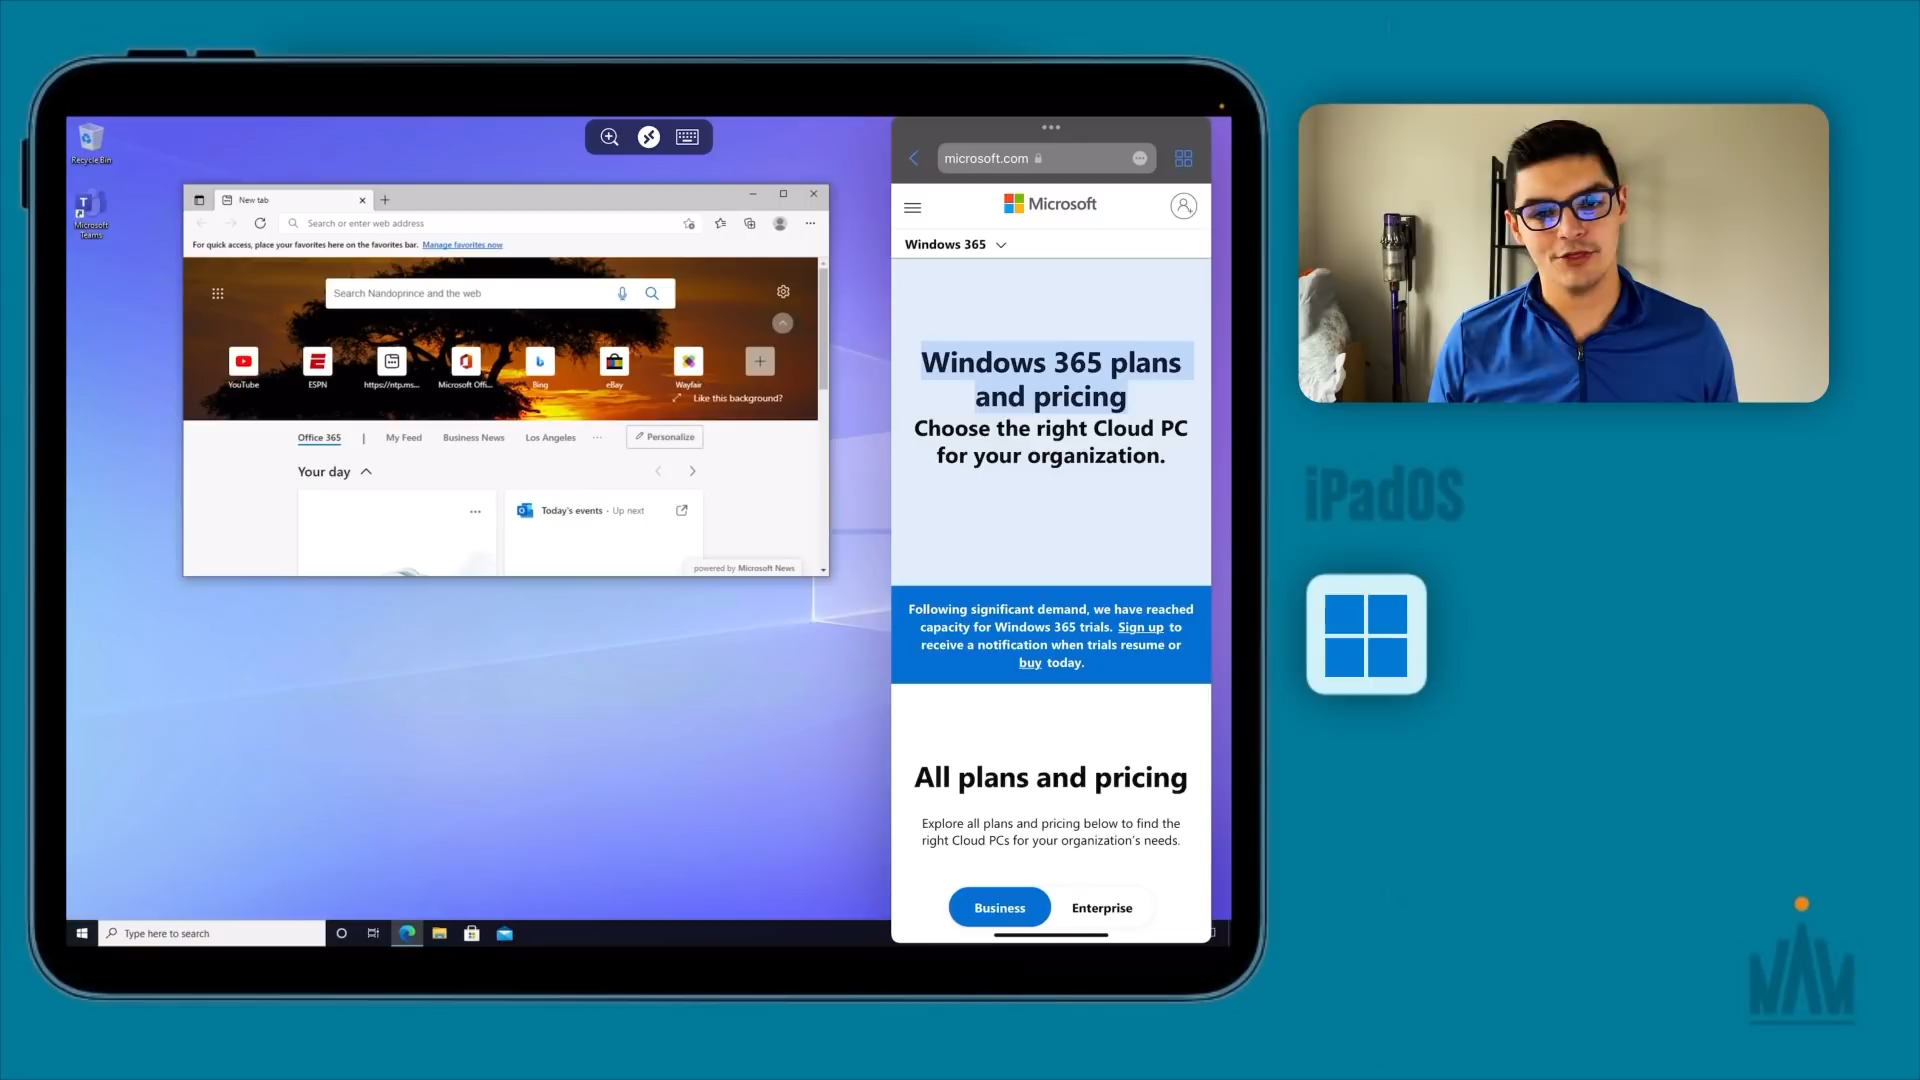 Recycle Bin
Microsoft
Teams
New tab
Search or enter web address
For quick access, place your favorites here on the favorites bar. Manage favorites now
Search Nandoprince and the web
YouTube
ESPN
https://ntp.ms...
Microsoft Offi...
Bing
eBay
Wayfair
Like this background?
Office 365 | My Feed Business News Los Angeles ... Personalize
Your day
Today's events · Up next
powered by Microsoft News
Type here to search
microsoft.com
Microsoft
Windows 365
Windows 365 plans
and pricing
Choose the right Cloud PC
for your organization.
Following significant demand, we have reached
capacity for Windows 365 trials. Sign up to
receive a notification when trials resume or
buy today.
All plans and pricing
Explore all plans and pricing below to find the
right Cloud PCs for your organization's needs.
Business
Enterprise
iPadOS